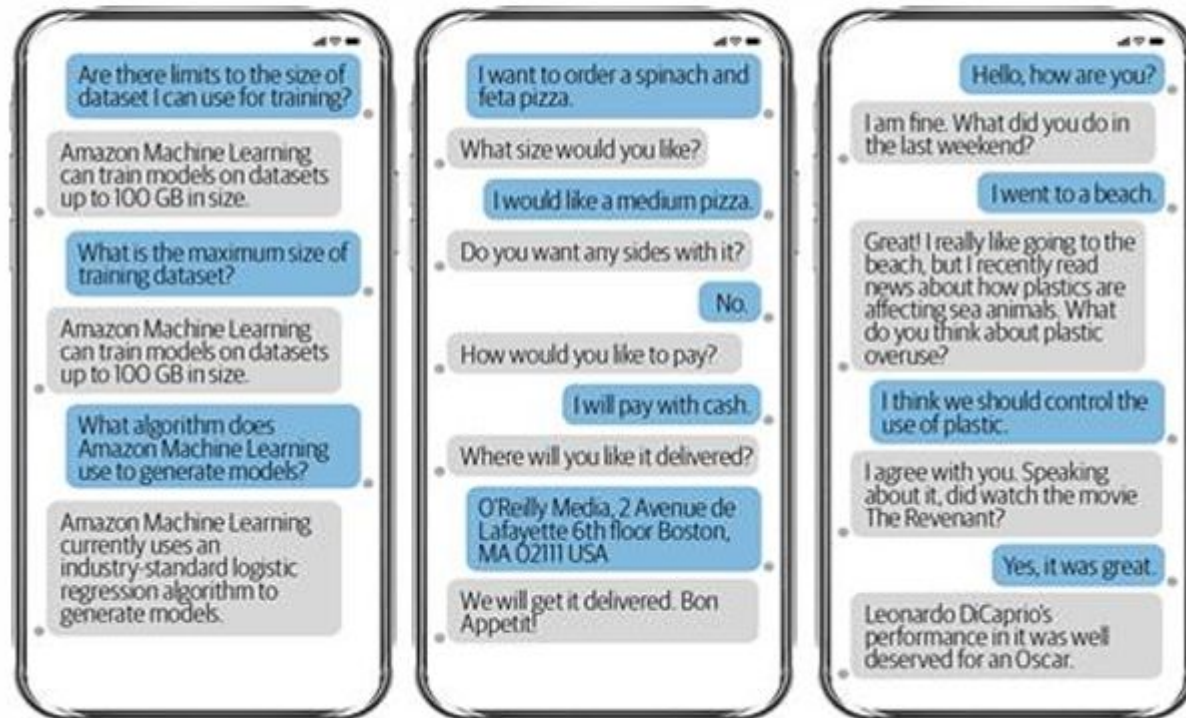 Are there limits to the size of
dataset I can use for training?
Amazon Machine Learning
can train models on datasets
up to 100 GB in size.
What is the maximum size of
training dataset?
Amazon Machine Learning
can train models on datasets
up to 100 GB in size.
What algorithm does
Amazon Machine Learning
use to generate models?
Amazon Machine Learning
currently uses an
industry-standard logistic
regression algorithm to
generate models.
I want to order a spinach and
feta pizza.
What size would you like?
I would like a medium pizza.
Do you want any sides with it?
No.
How would you like to pay?
I will pay with cash.
Where will you like it delivered?
O'Reilly Media, 2 Avenue de
Lafayette 6th floor Boston,
MA 02111 USA
We will get it delivered. Bon
Appetit!
Hello, how are you?
I am fine. What did you do in
the last weekend?
I went to a beach.
Great! I really like going to the
beach, but I recently read
news about how plastics are
affecting sea animals. What
do you think about plastic
overuse?
I think we should control the
use of plastic.
I agree with you. Speaking
about it, did watch the movie
The Revenant?
Yes, it was great.
Leonardo DiCaprio's
performance in it was well
deserved for an Oscar.